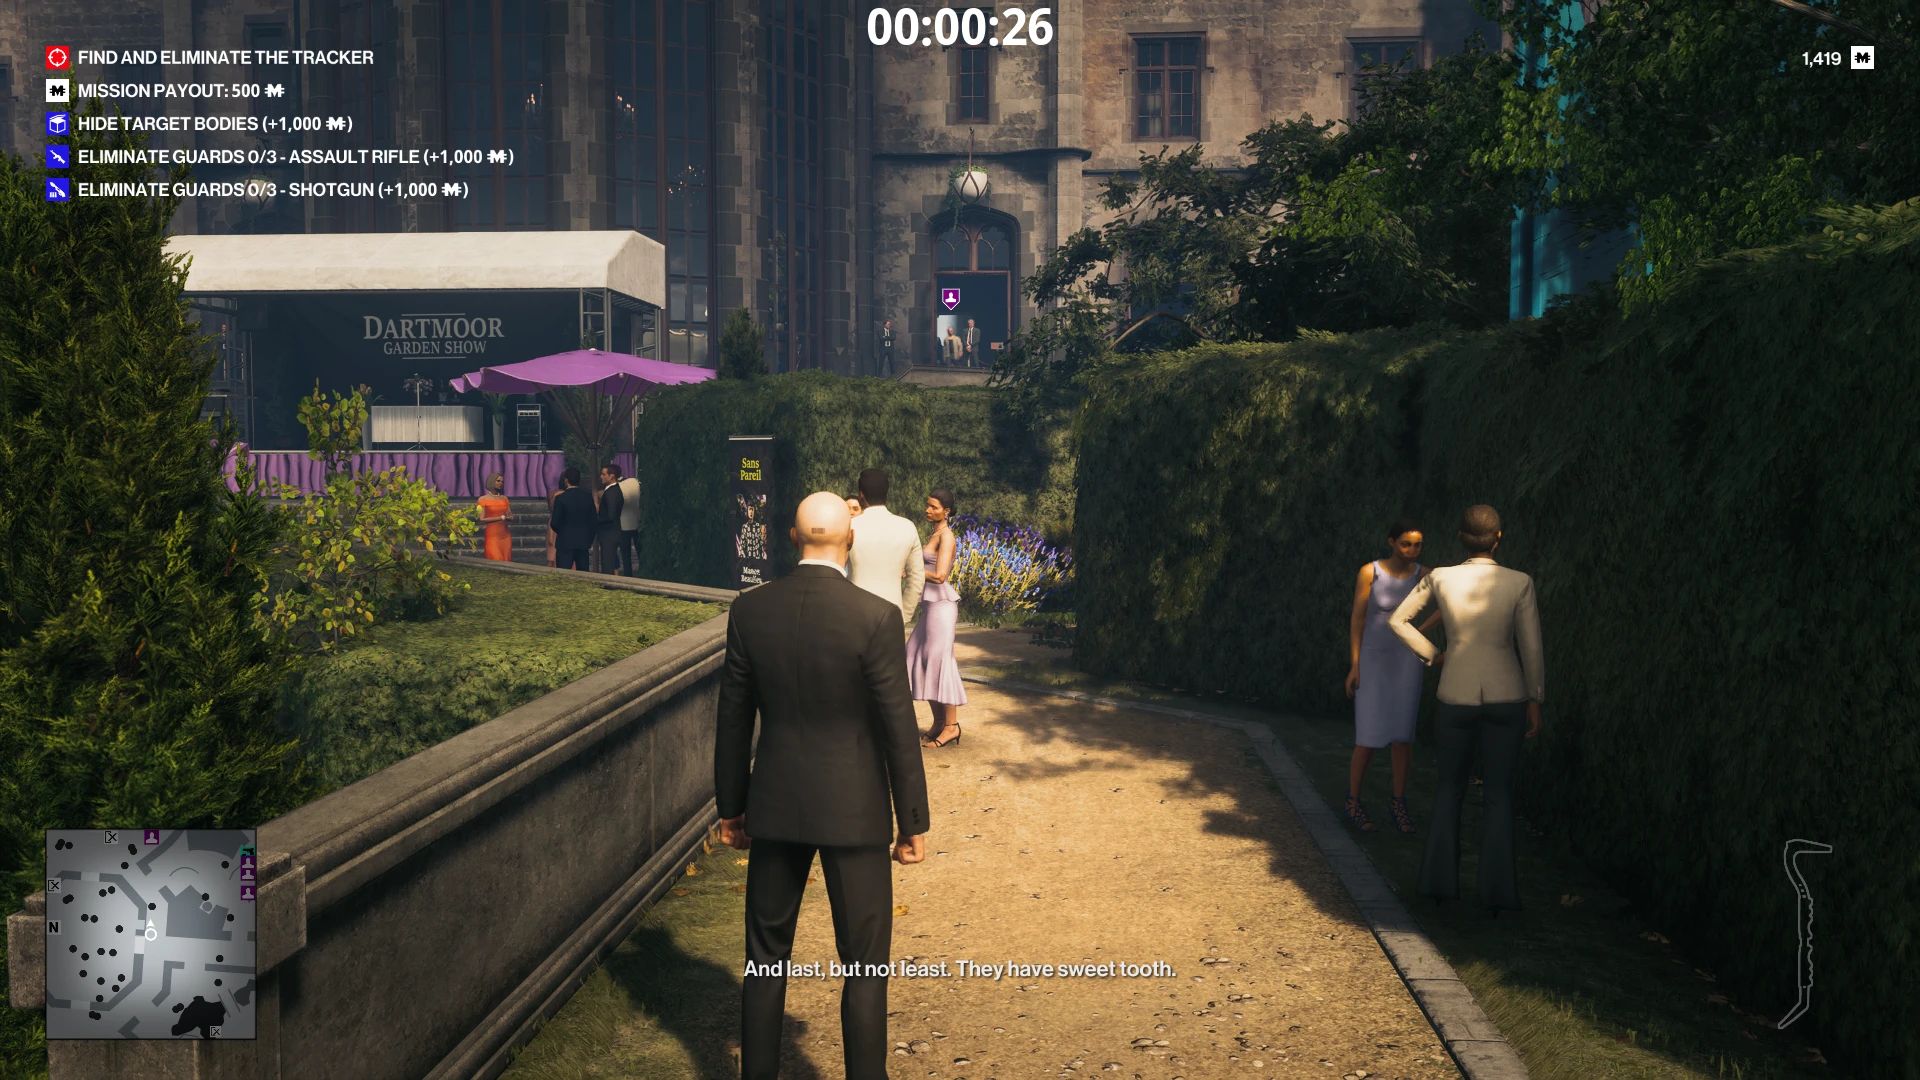 00:00:26
FIND AND ELIMINATE THE TRACKER
MISSION PAYOUT: 500
HIDE TARGET BODIES (+1,000 )
ELIMINATE GUARDS 0/3 - ASSAULT RIFLE (+1,000 )
ELIMINATE GUARDS 0/3 - SHOTGUN (+1,000 )
1,419
DARTMOOR
GARDEN SHOW
Sans
Pareil
N
And last, but not least. They have sweet tooth.